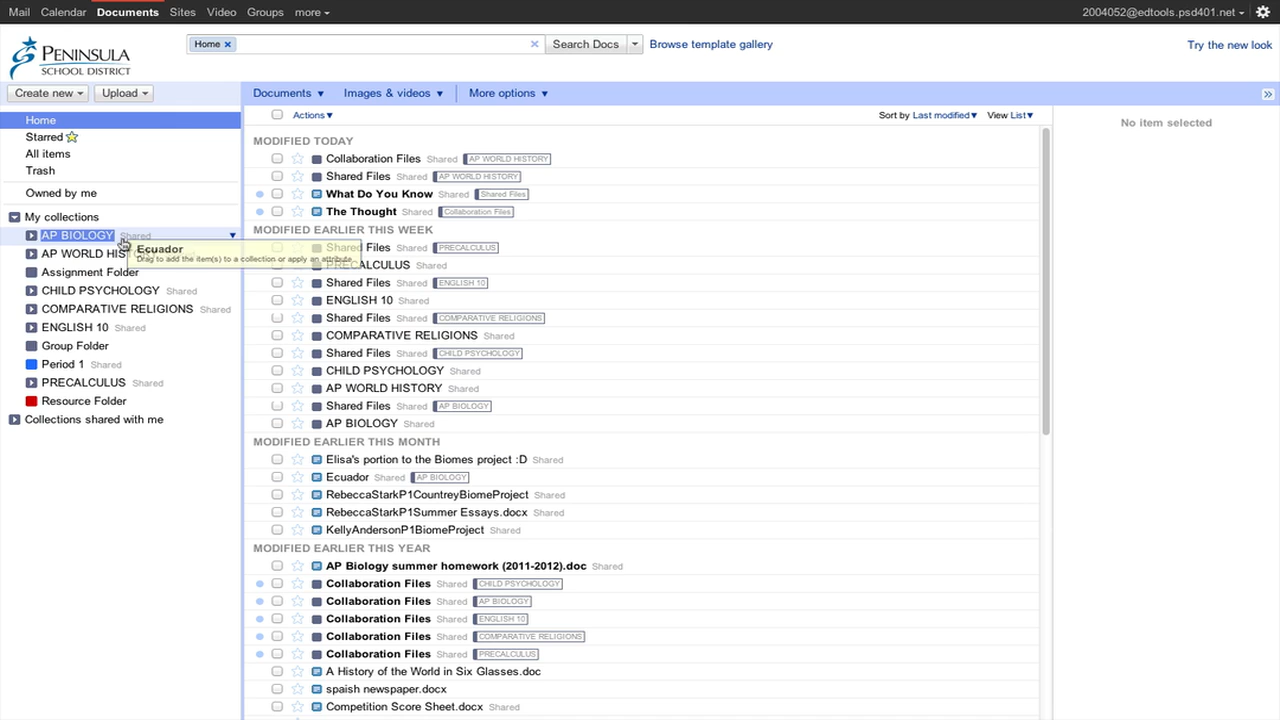 Mail Calendar Documents Sites Video Groups more 2004052@edtools.psd401.net
PENINSULA
SCHOOL DISTRICT
Home × Search Docs Browse template gallery Try the new look
Create new Upload Documents Images & videos More options
Home
Starred
All items
Trash
Owned by me
My collections
AP BIOLOGY Shared
AP WORLD HIS
Assignment Folder
CHILD PSYCHOLOGY Shared
COMPARATIVE RELIGIONS Shared
ENGLISH 10 Shared
Group Folder
Period 1 Shared
PRECALCULUS Shared
Resource Folder
Collections shared with me
Ecuador
Drag to add the item(s) to a collection or apply an attribute
Actions Sort by Last modified View List
MODIFIED TODAY
Collaboration Files Shared AP WORLD HISTORY
Shared Files Shared AP WORLD HISTORY
What Do You Know Shared Shared Files
The Thought Shared Collaboration Files
MODIFIED EARLIER THIS WEEK
Shared Files Shared PRECALCULUS
PRECALCULUS Shared
Shared Files Shared ENGLISH 10
ENGLISH 10 Shared
Shared Files Shared COMPARATIVE RELIGIONS
COMPARATIVE RELIGIONS Shared
Shared Files Shared CHILD PSYCHOLOGY
CHILD PSYCHOLOGY Shared
AP WORLD HISTORY Shared
Shared Files Shared AP BIOLOGY
AP BIOLOGY Shared
MODIFIED EARLIER THIS MONTH
Elisa's portion to the Biomes project :D Shared
Ecuador Shared AP BIOLOGY
RebeccaStarkP1CountreyBiomeProject Shared
RebeccaStarkP1Summer Essays.docx Shared
KellyAndersonP1BiomeProject Shared
MODIFIED EARLIER THIS YEAR
AP Biology summer homework (2011-2012).doc Shared
Collaboration Files Shared CHILD PSYCHOLOGY
Collaboration Files Shared AP BIOLOGY
Collaboration Files Shared ENGLISH 10
Collaboration Files Shared COMPARATIVE RELIGIONS
Collaboration Files Shared PRECALCULUS
A History of the World in Six Glasses.doc
spaish newspaper.docx
Competition Score Sheet.docx Shared
No item selected